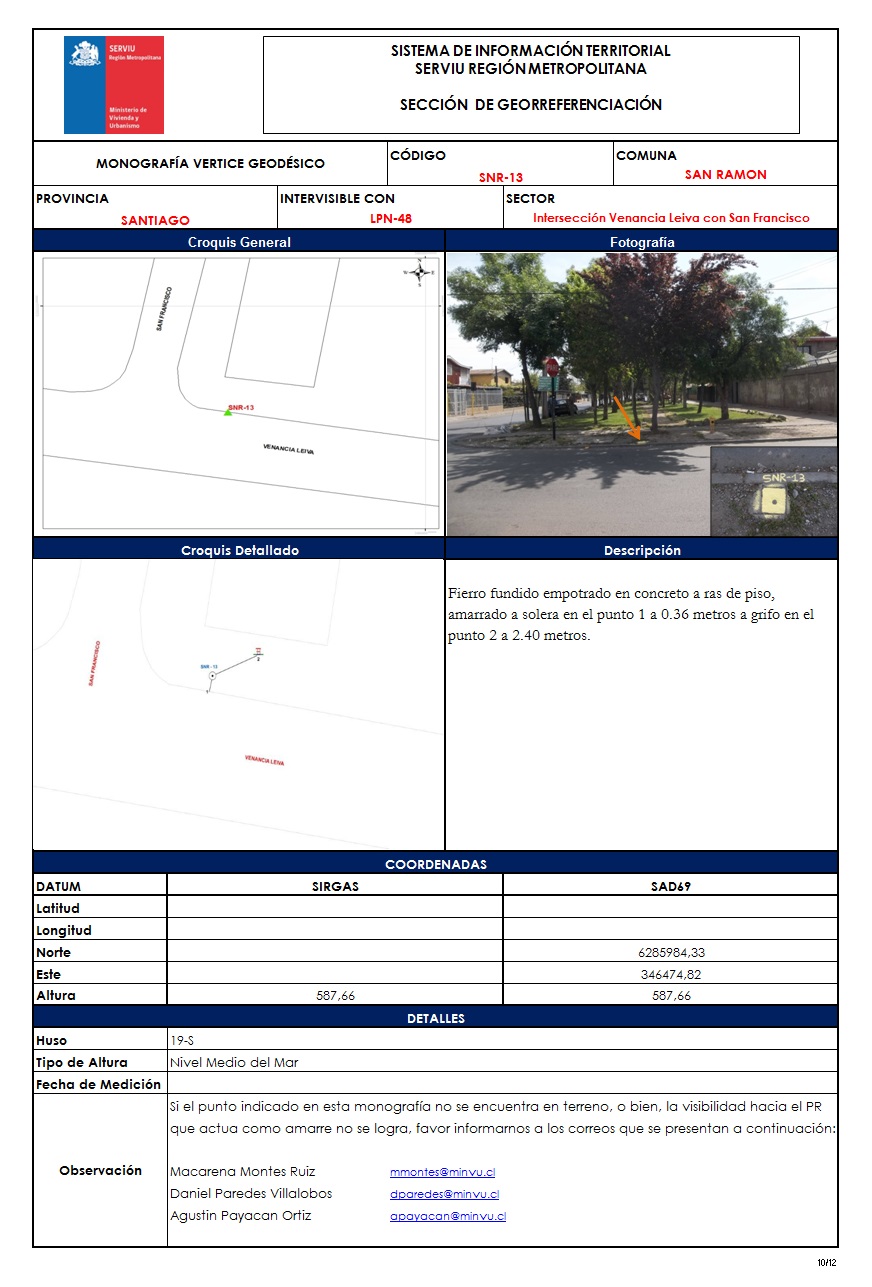 SERVIU
Región Metropolitana
Ministerio de
Vivienda y
Urbanismo
SISTEMA DE INFORMACIÓN TERRITORIAL
SERVIU REGIÓN METROPOLITANA
SECCIÓN DE GEORREFERENCIACIÓN
MONOGRAFÍA VERTICE GEODÉSICO
CÓDIGO
SNR-13
COMUNA
SAN RAMON
PROVINCIA
SANTIAGO
INTERVISIBLE CON
LPN-48
SECTOR
Intersección Venancia Leiva con San Francisco
Croquis General
Fotografía
N
W E
S
SAN FRANCISCO
SNR-13
VENANCIA LEIVA
PARE
SNR-13
Croquis Detallado
Descripción
SAN FRANCISCO
SNR - 13
2
1
VENANCIA LEIVA
Fierro fundido empotrado en concreto a ras de piso,
amarrado a solera en el punto 1 a 0.36 metros a grifo en el
punto 2 a 2.40 metros.
COORDENADAS
DATUM SIRGAS SAD69
Latitud
Longitud
Norte 6285984,33
Este 346474,82
Altura 587,66 587,66
DETALLES
Huso 19-S
Tipo de Altura Nivel Medio del Mar
Fecha de Medición
Observación
Si el punto indicado en esta monografía no se encuentra en terreno, o bien, la visibilidad hacia el PR
que actua como amarre no se logra, favor informarnos a los correos que se presentan a continuación:
Macarena Montes Ruiz mmontes@minvu.cl
Daniel Paredes Villalobos dparedes@minvu.cl
Agustin Payacan Ortiz apayacan@minvu.cl
10/12